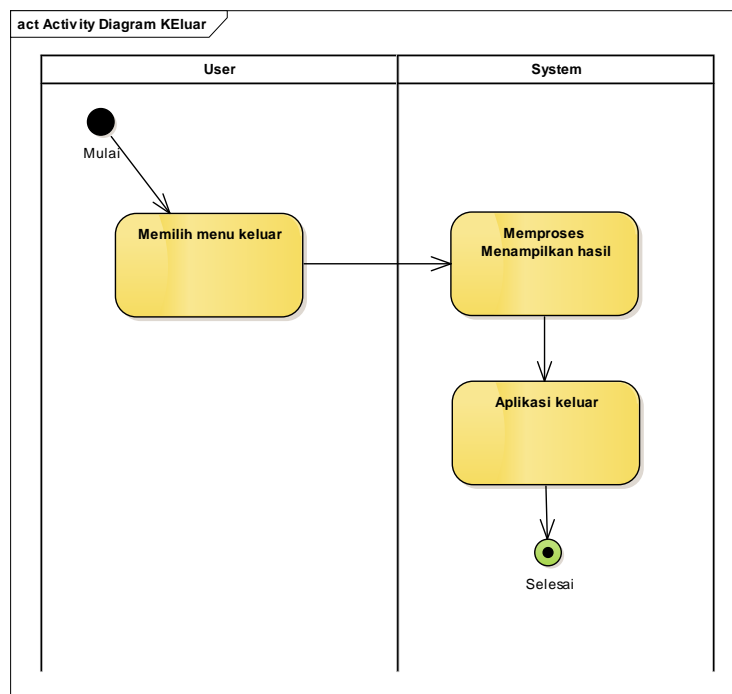 act Activity Diagram KEluar
User
System
Mulai
Memilih menu keluar
Memproses
Menampilkan hasil
Aplikasi keluar
Selesai